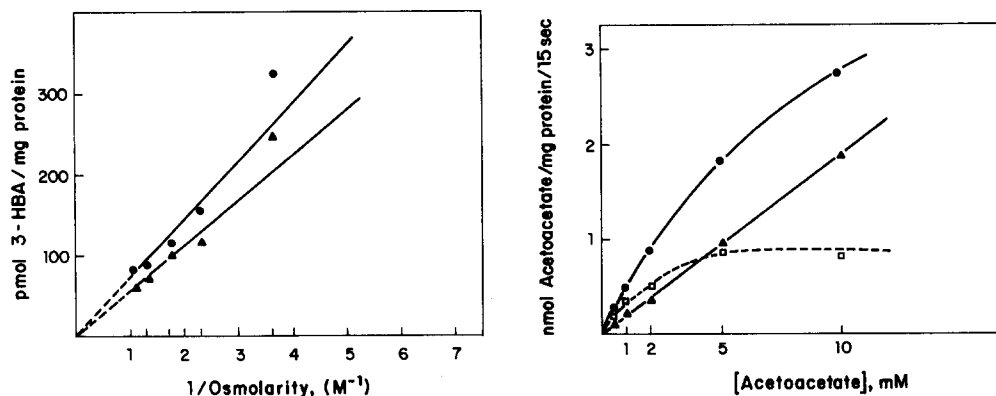 pmol 3-HBA/mg protein
300
200
100
1 2 3 4 5 6 7
1/Osmolarity, (M⁻¹)
nmol Acetoacetate/mg protein/15 sec
3
2
1
1 2 5 10
[Acetoacetate], mM